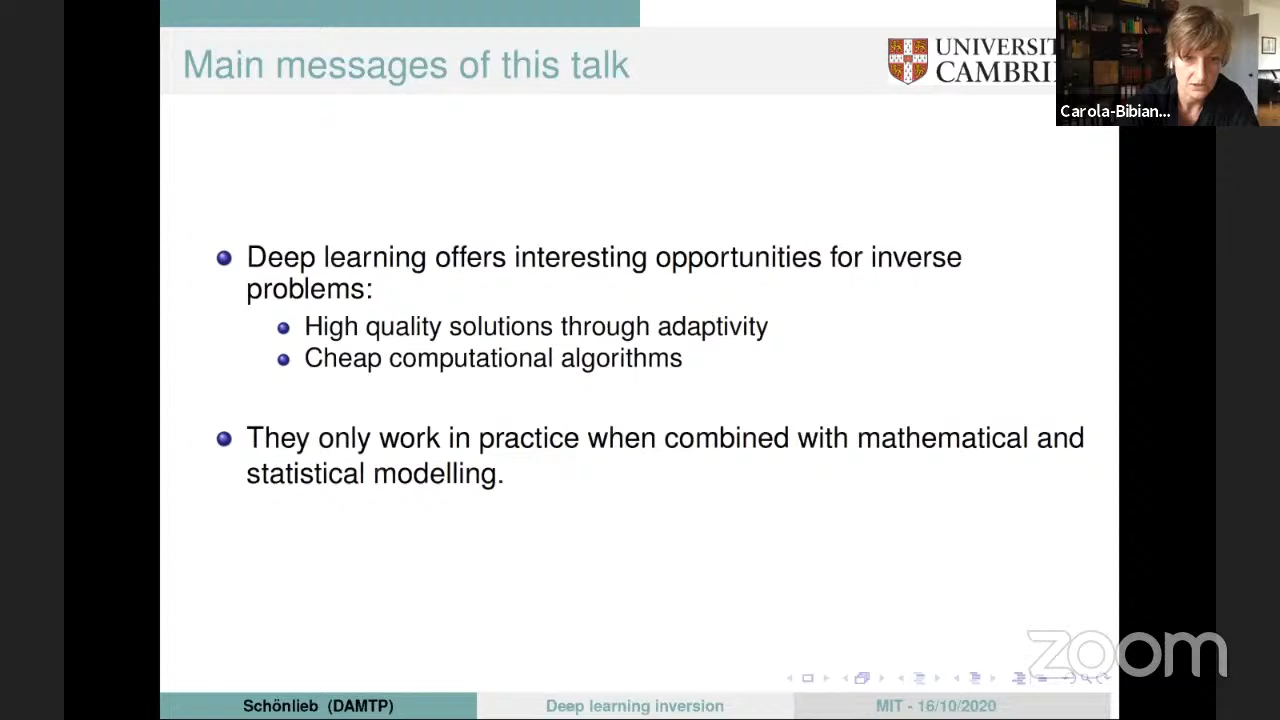 Main messages of this talk
UNIVERSIT
CAMBRI
Carola-Bibian...
Deep learning offers interesting opportunities for inverse
problems:
High quality solutions through adaptivity
Cheap computational algorithms
They only work in practice when combined with mathematical and
statistical modelling.
zoom
Schönlieb (DAMTP)
Deep learning inversion
MIT - 16/10/2020